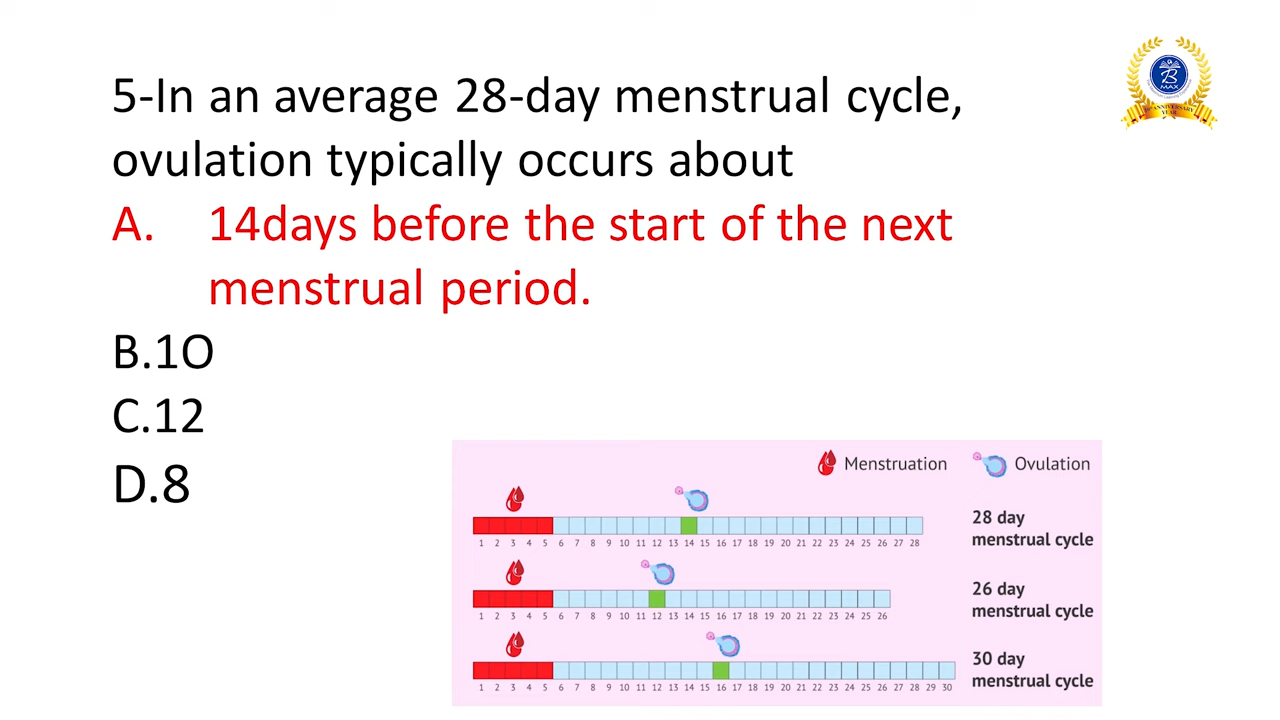 5-In an average 28-day menstrual cycle,
ovulation typically occurs about
A. 14days before the start of the next
menstrual period.
B.1O
C.12
D.8
B
MAX
ANNIVERSARY
YEAR
Menstruation Ovulation
28 day
menstrual cycle
1 2 3 4 5 6 7 8 9 10 11 12 13 14 15 16 17 18 19 20 21 22 23 24 25 26 27 28
26 day
menstrual cycle
1 2 3 4 5 6 7 8 9 10 11 12 13 14 15 16 17 18 19 20 21 22 23 24 25 26
30 day
menstrual cycle
1 2 3 4 5 6 7 8 9 10 11 12 13 14 15 16 17 18 19 20 21 22 23 24 25 26 27 28 29 30